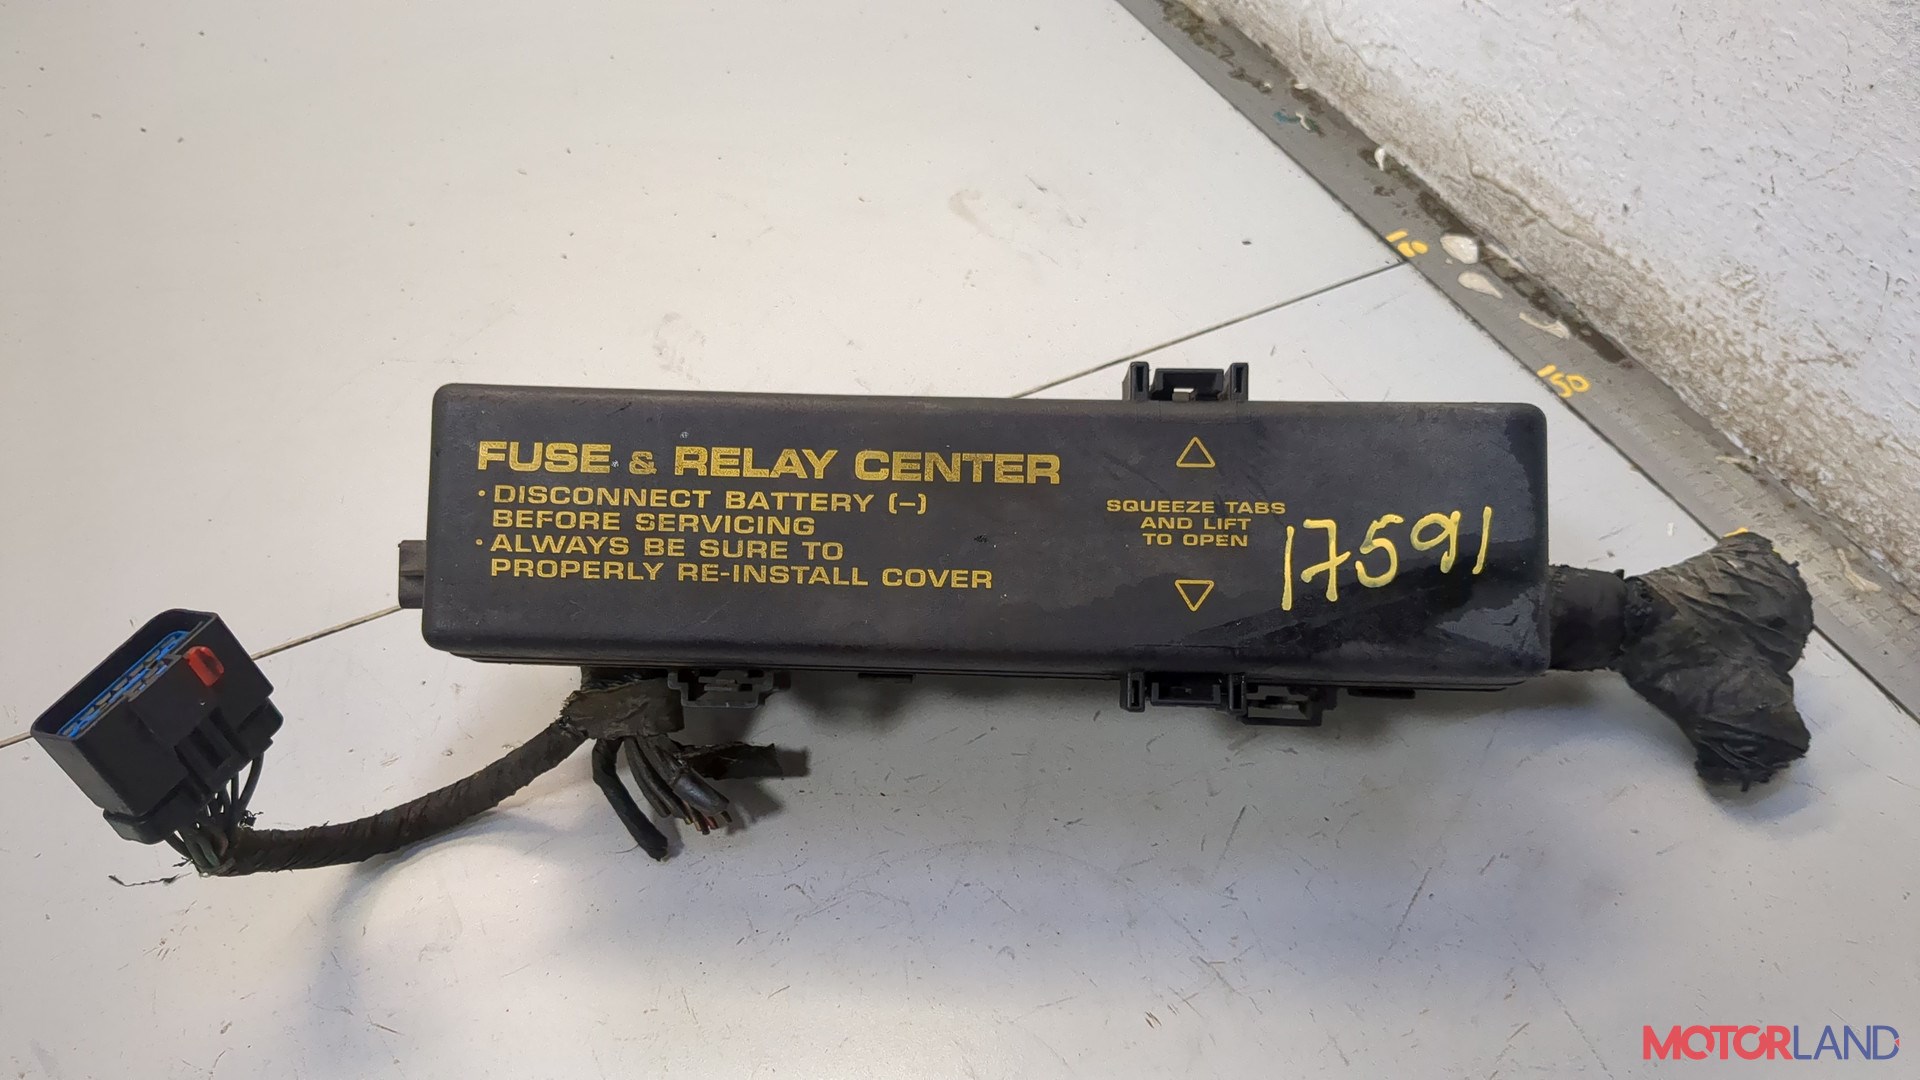 FUSE & RELAY CENTER
• DISCONNECT BATTERY (-)
BEFORE SERVICING
• ALWAYS BE SURE TO
PROPERLY RE-INSTALL COVER
SQUEEZE TABS
AND LIFT
TO OPEN
17591
150
MOTORLAND